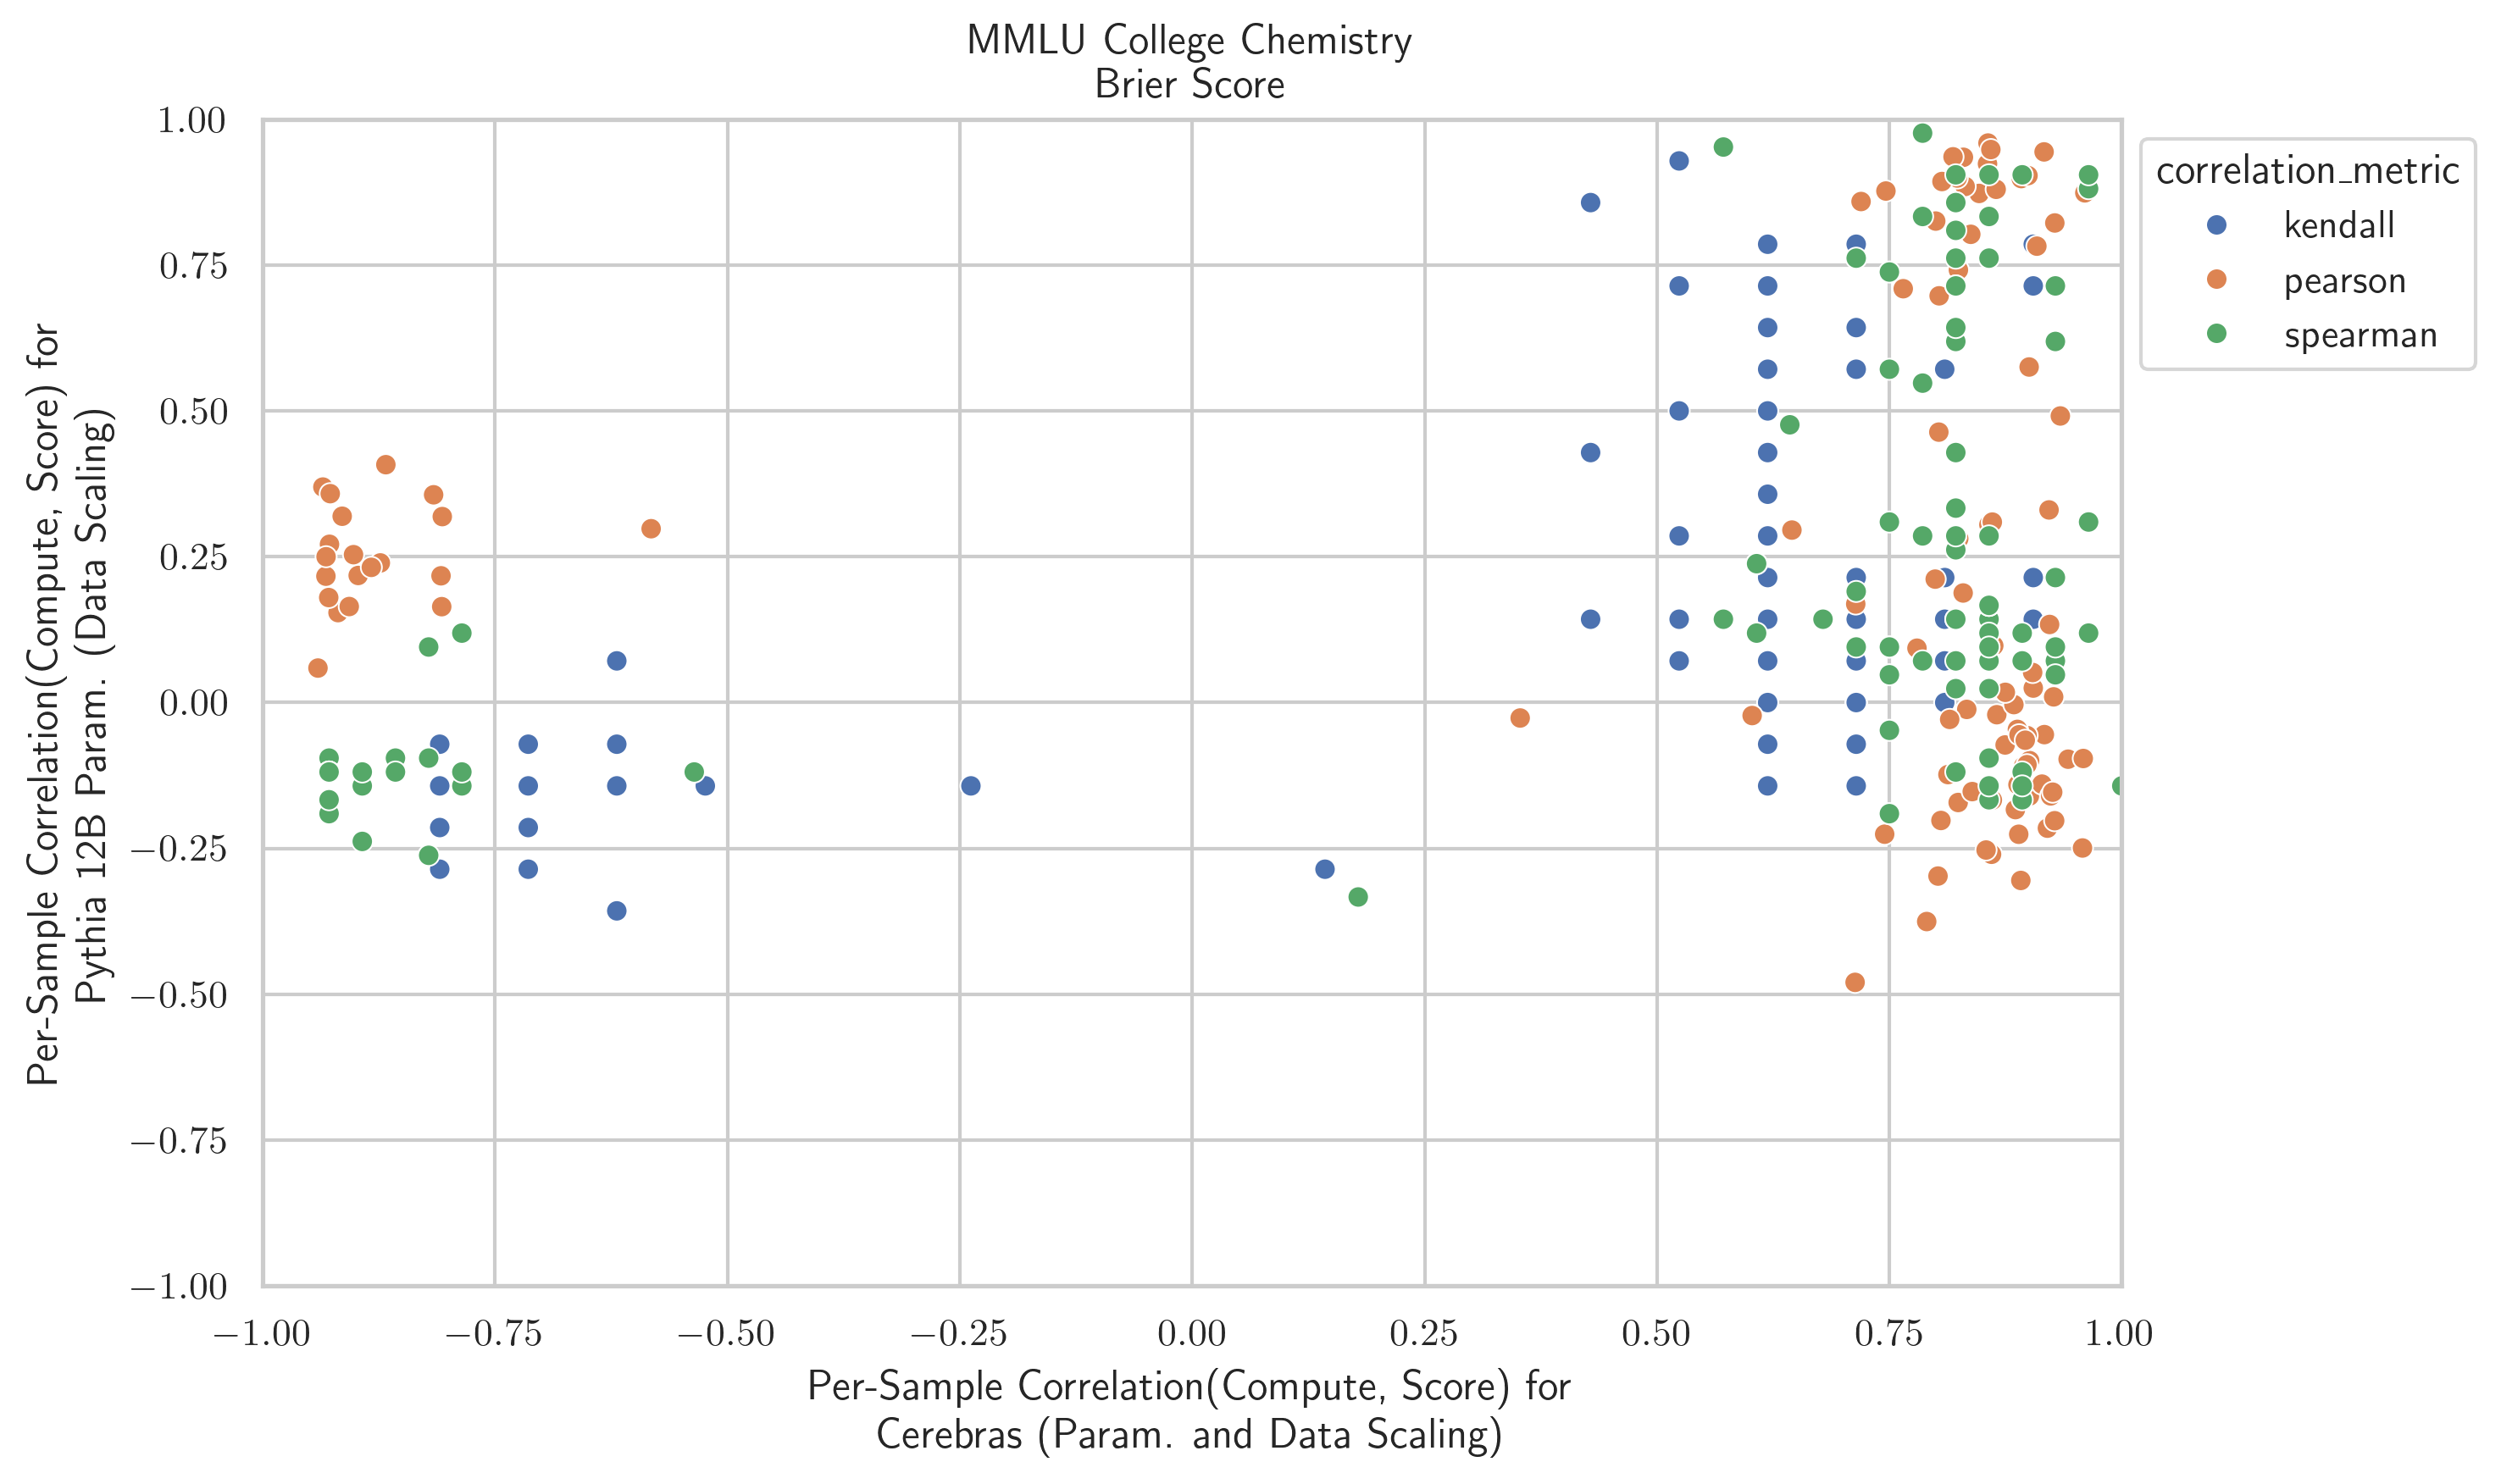 MMLU College Chemistry
Brier Score
Per-Sample Correlation(Compute, Score) for
Pythia 12B Param. (Data Scaling)
1.00
0.75
0.50
0.25
0.00
−0.25
−0.50
−0.75
−1.00
−1.00
−0.75
−0.50
−0.25
0.00
0.25
0.50
0.75
1.00
Per-Sample Correlation(Compute, Score) for
Cerebras (Param. and Data Scaling)
correlation_metric
kendall
pearson
spearman